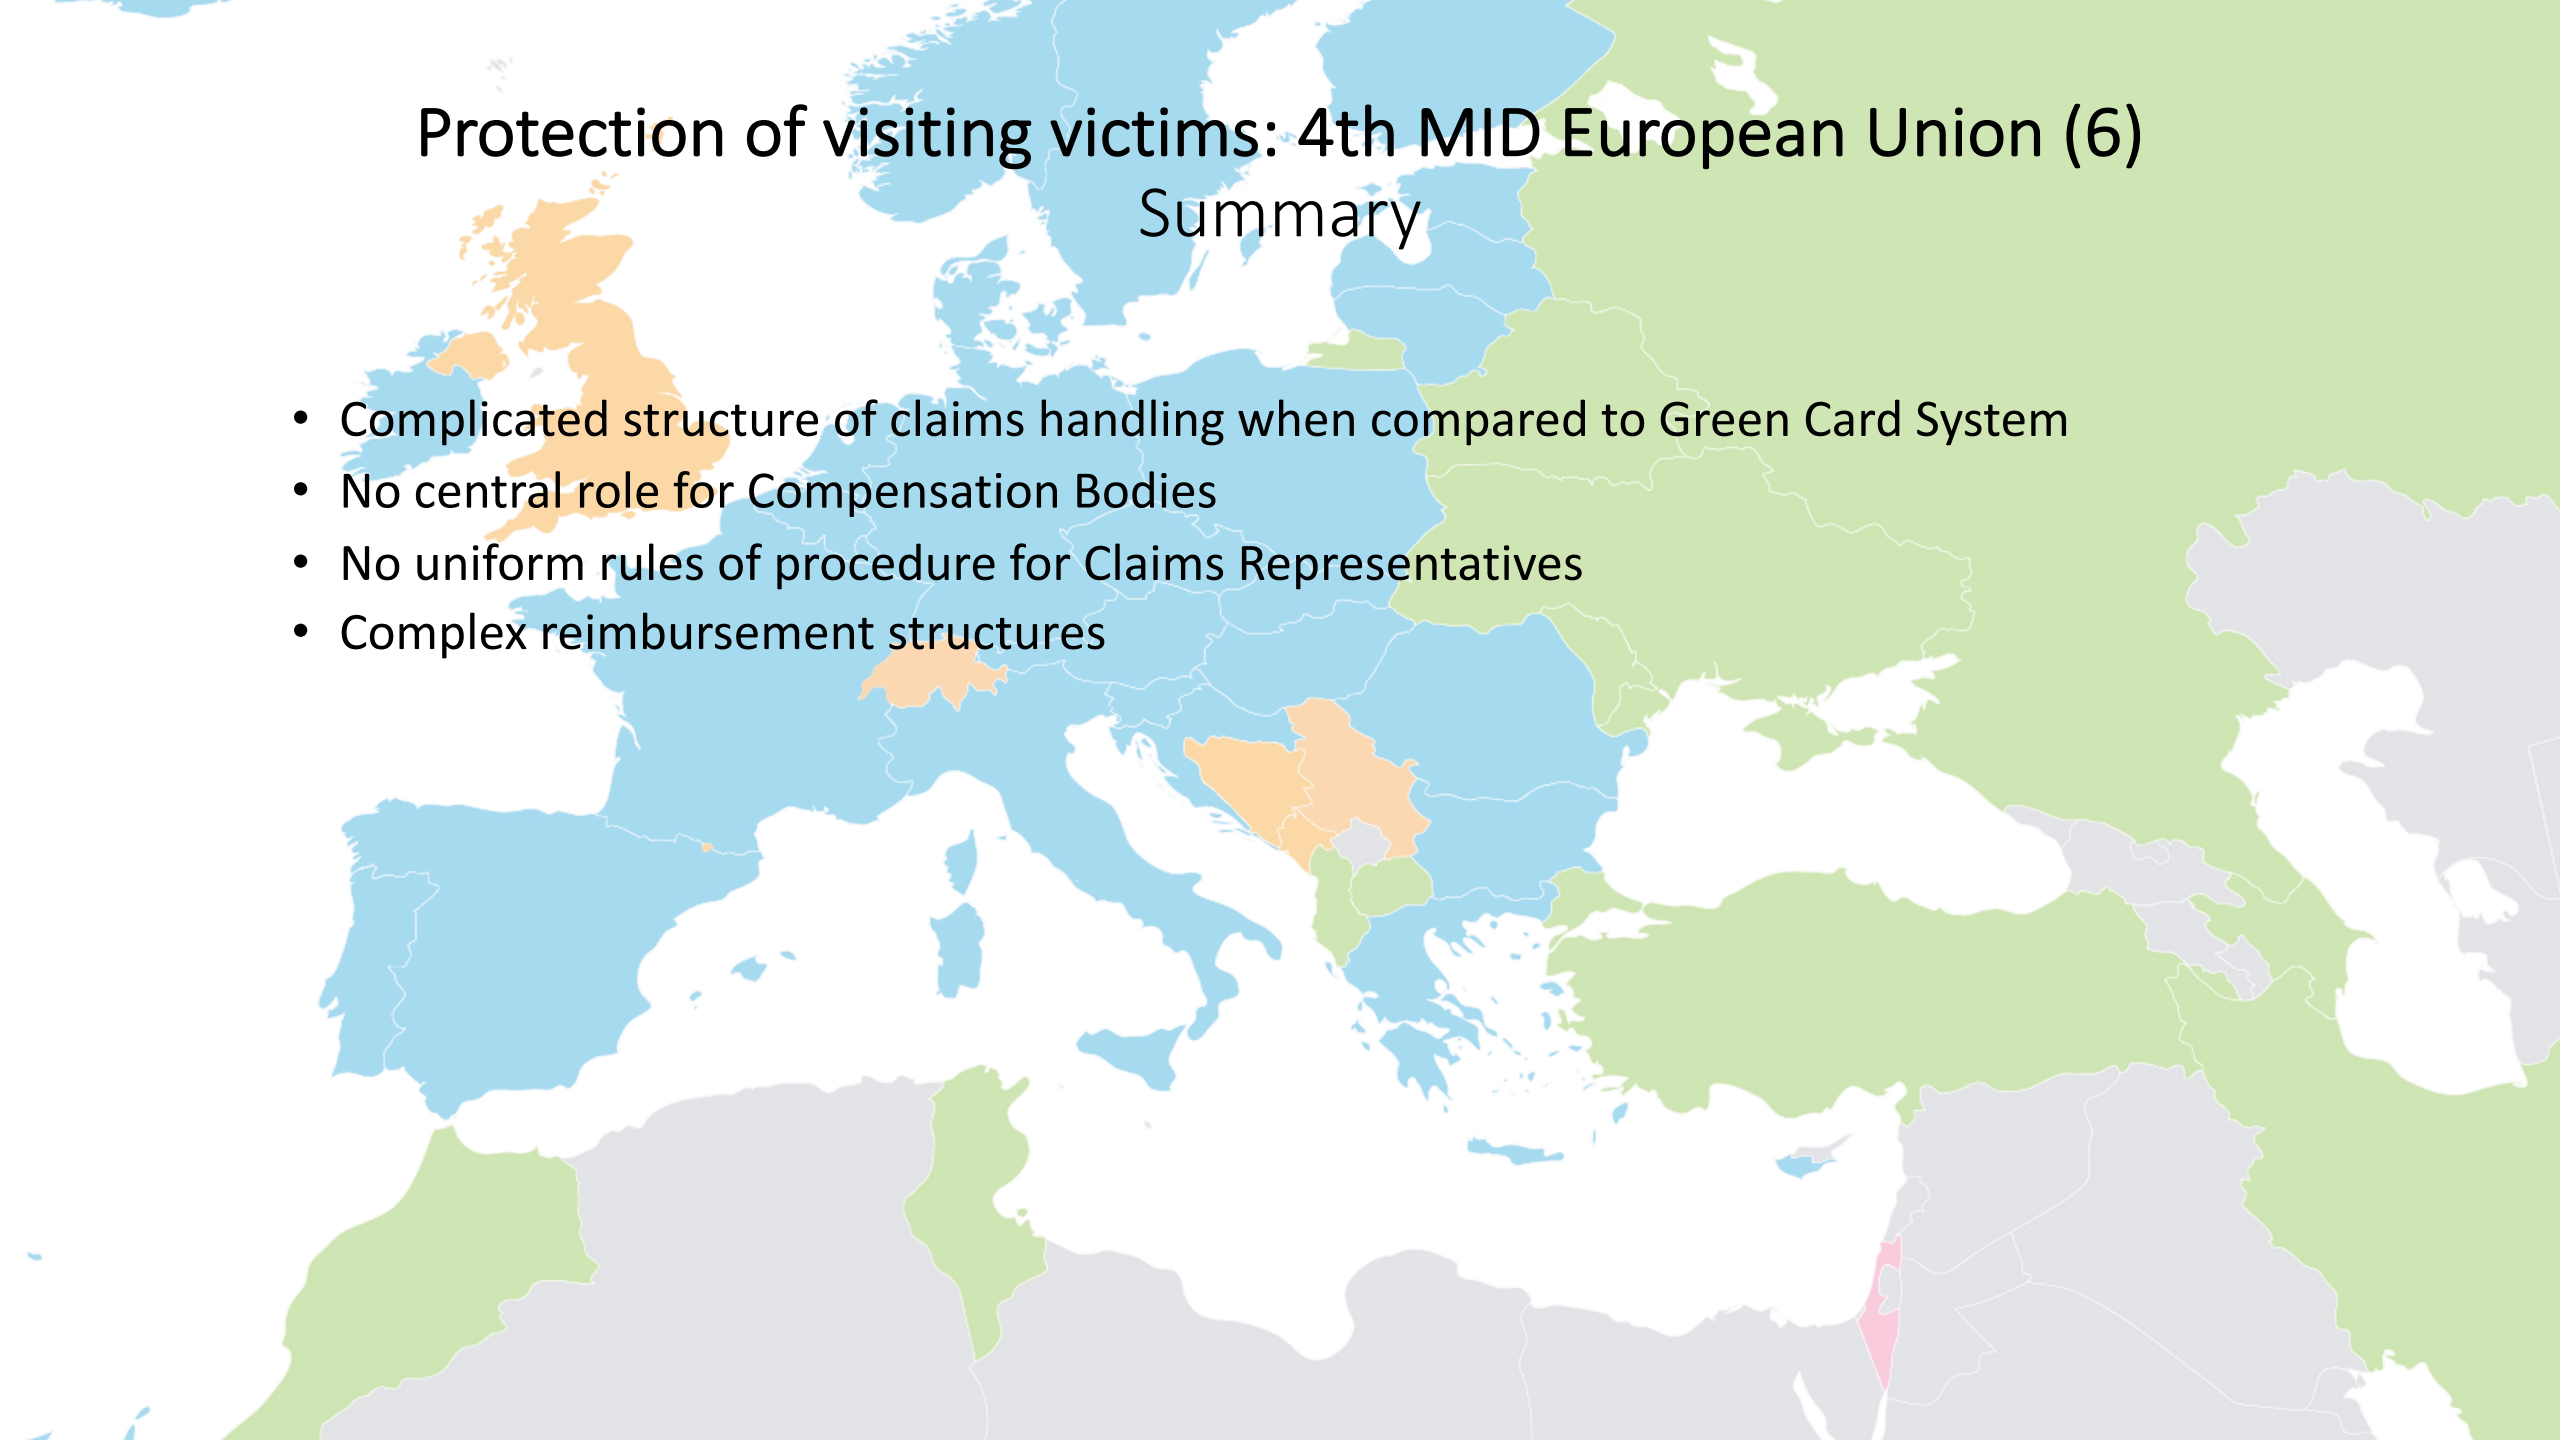 Protection of visiting victims: 4th MID European Union (6)
Summary
• Complicated structure of claims handling when compared to Green Card System
• No central role for Compensation Bodies
• No uniform rules of procedure for Claims Representatives
• Complex reimbursement structures